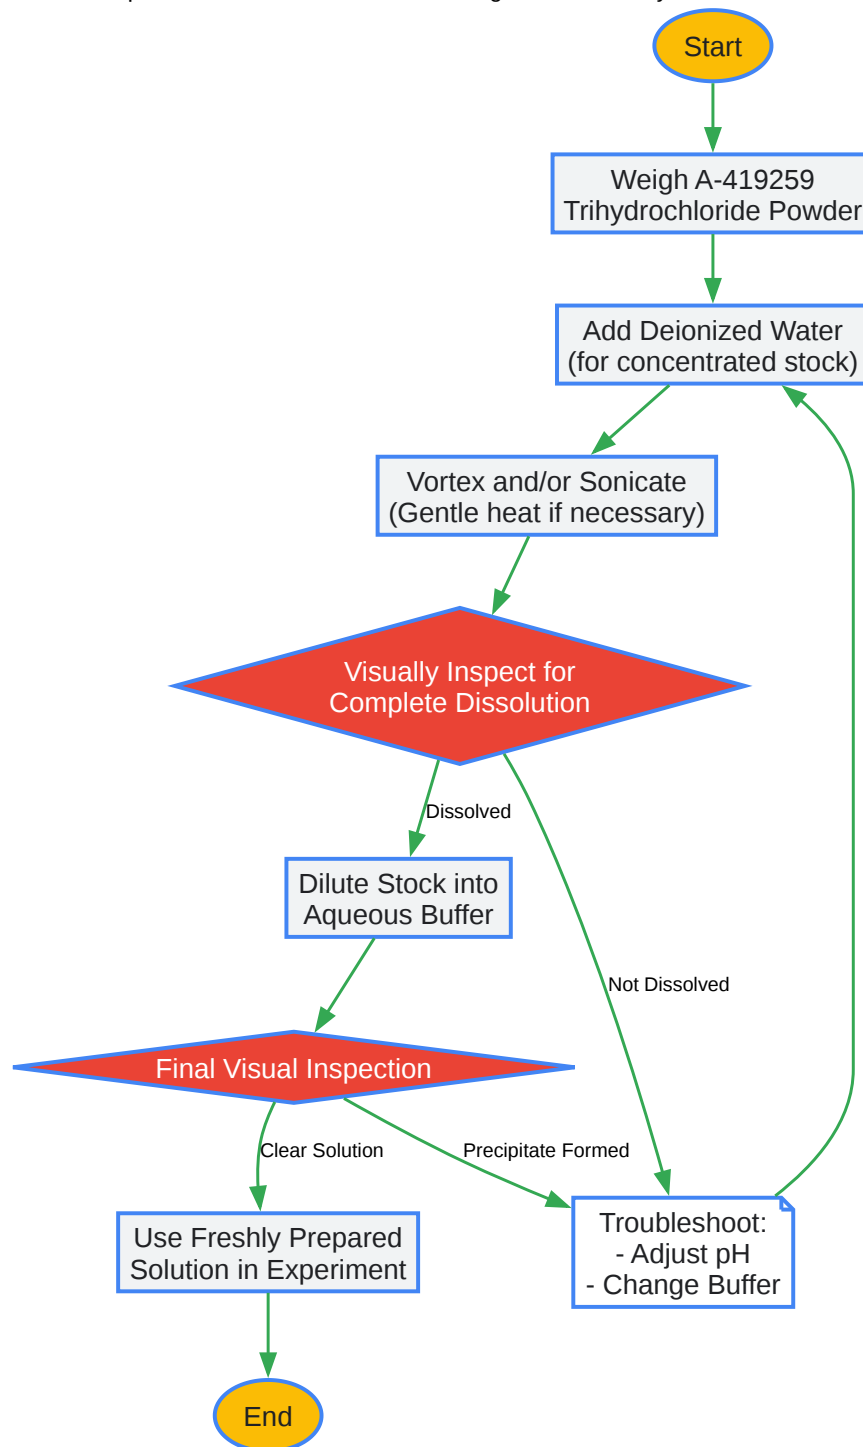 Start
Weigh A-419259
Trihydrochloride Powder
Add Deionized Water
(for concentrated stock)
Vortex and/or Sonicate
(Gentle heat if necessary)
Visually Inspect for
Complete Dissolution
Dissolved
Dilute Stock into
Aqueous Buffer
Not Dissolved
Final Visual Inspection
Clear Solution
Precipitate Formed
Troubleshoot:
- Adjust pH
- Change Buffer
Use Freshly Prepared
Solution in Experiment
End